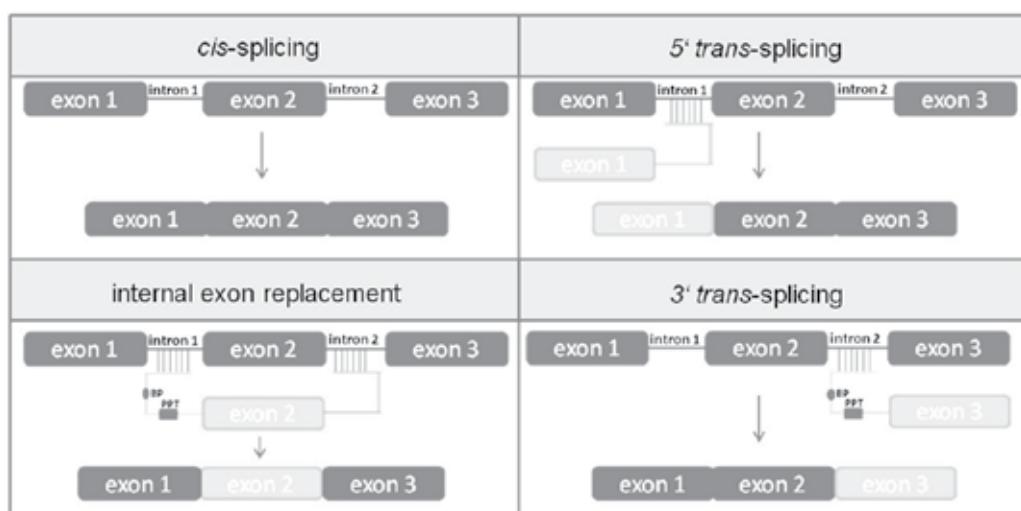 cis-splicing
exon 1 intron 1 exon 2 intron 2 exon 3
exon 1 exon 2 exon 3
5' trans-splicing
exon 1 intron 1 exon 2 intron 2 exon 3
exon 1
exon 1 exon 2 exon 3
internal exon replacement
exon 1 intron 1 exon 2 intron 2 exon 3
BP
PPT
exon 2
exon 1 exon 2 exon 3
3' trans-splicing
exon 1 intron 1 exon 2 intron 2 exon 3
BP
PPT
exon 3
exon 1 exon 2 exon 3